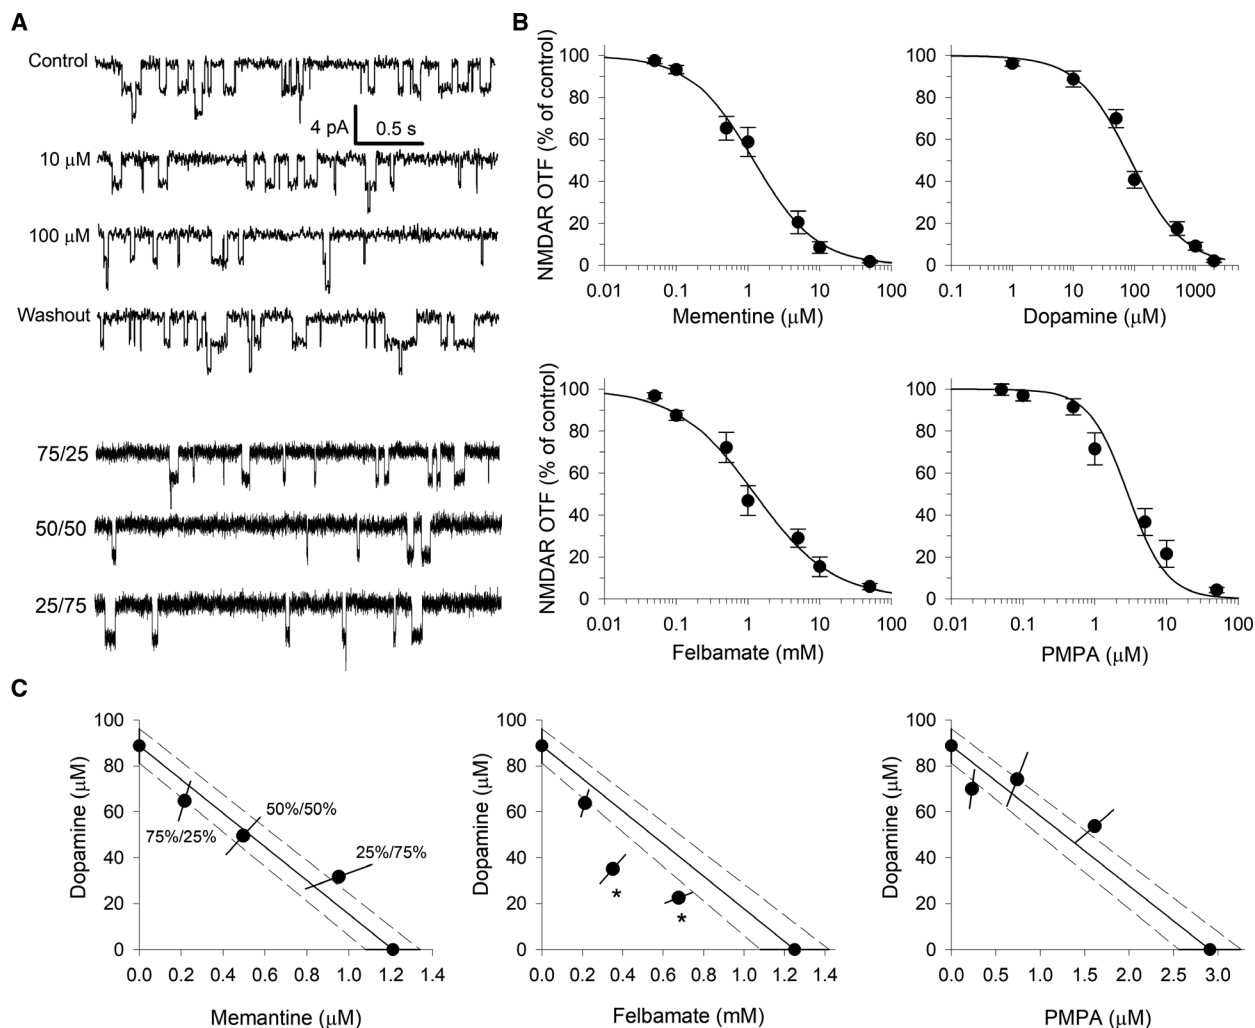 A
Control
4 pA
0.5 s
10 μM
100 μM
Washout
75/25
50/50
25/75
B
NMDAR OTF (% of control)
100
80
60
40
20
0
0.01 0.1 1 10 100
Mementine (μM)
100
80
60
40
20
0
0.1 1 10 100 1000
Dopamine (μM)
NMDAR OTF (% of control)
100
80
60
40
20
0
0.01 0.1 1 10 100
Felbamate (mM)
100
80
60
40
20
0
0.01 0.1 1 10 100
PMPA (μM)
C
Dopamine (μM)
100
80
60
40
20
0
75%/25%
50%/50%
25%/75%
0.0 0.2 0.4 0.6 0.8 1.0 1.2 1.4
Memantine (μM)
Dopamine (μM)
100
80
60
40
20
0
*
*
0.0 0.2 0.4 0.6 0.8 1.0 1.2 1.4
Felbamate (mM)
Dopamine (μM)
100
80
60
40
20
0
0.0 0.5 1.0 1.5 2.0 2.5 3.0
PMPA (μM)